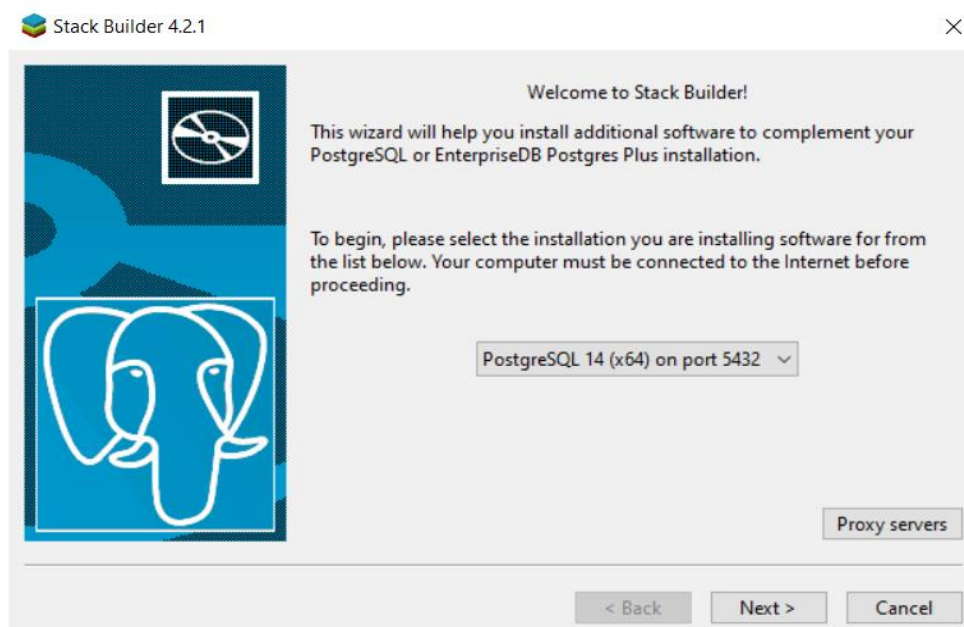 Stack Builder 4.2.1
Welcome to Stack Builder!
This wizard will help you install additional software to complement your
PostgreSQL or EnterpriseDB Postgres Plus installation.
To begin, please select the installation you are installing software for from
the list below. Your computer must be connected to the Internet before
proceeding.
PostgreSQL 14 (x64) on port 5432
Proxy servers
< Back Next > Cancel